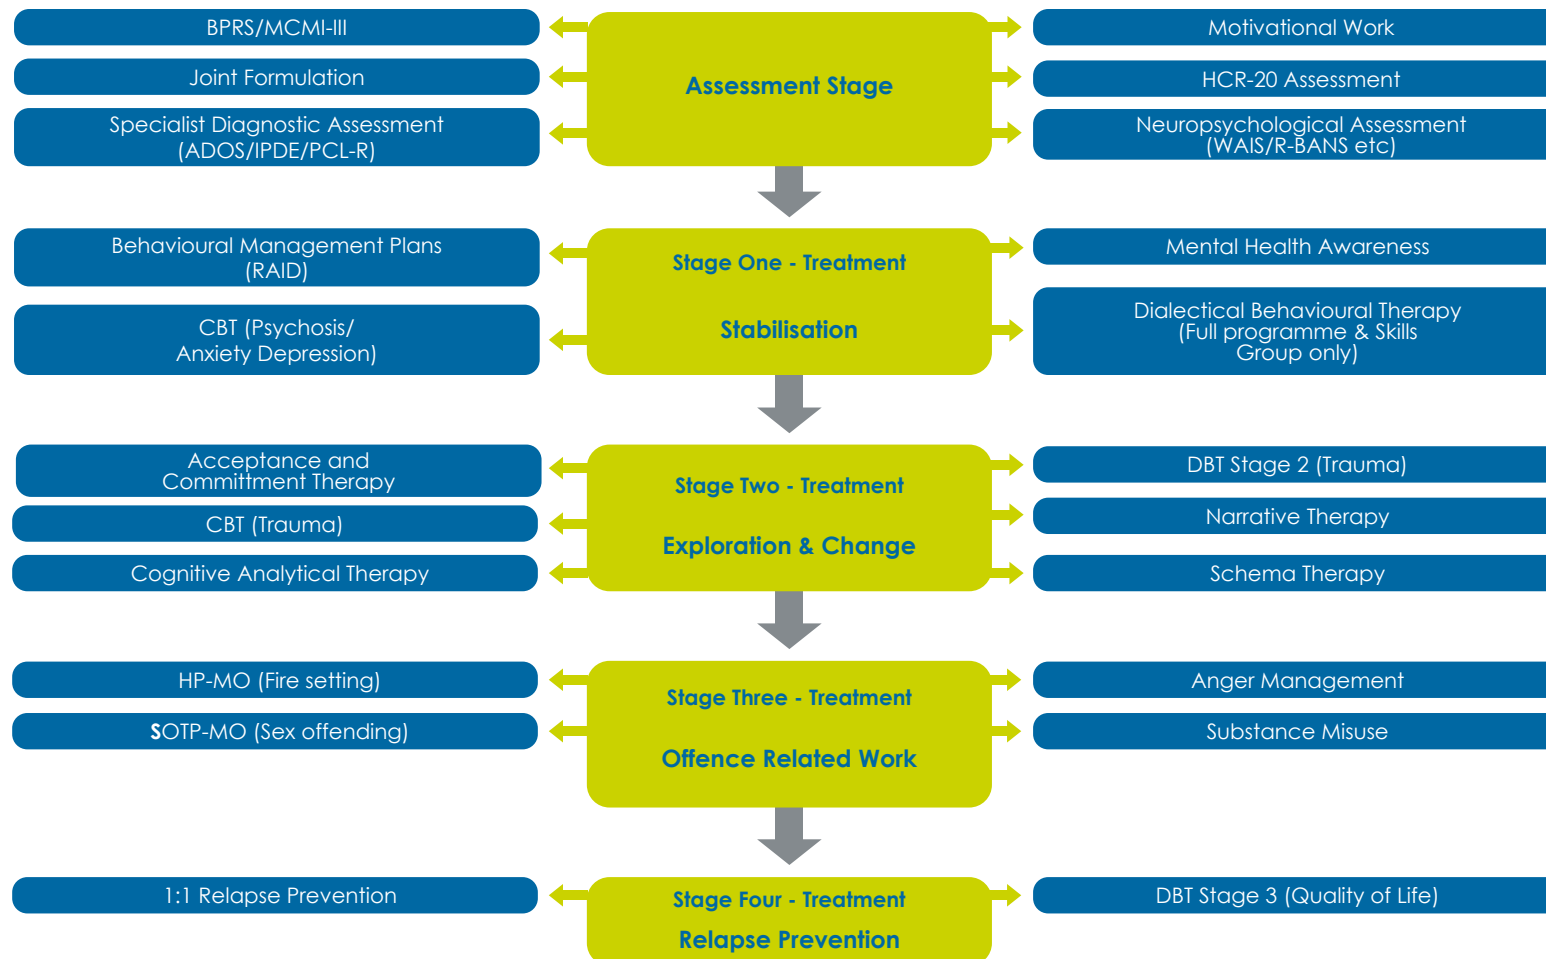 BPRS/MCMI-III
Joint Formulation
Specialist Diagnostic Assessment
(ADOS/IPDE/PCL-R)
Assessment Stage
Motivational Work
HCR-20 Assessment
Neuropsychological Assessment
(WAIS/R-BANS etc)
Behavioural Management Plans
(RAID)
CBT (Psychosis/
Anxiety Depression)
Stage One - Treatment
Stabilisation
Mental Health Awareness
Dialectical Behavioural Therapy
(Full programme & Skills
Group only)
Acceptance and
Committment Therapy
CBT (Trauma)
Cognitive Analytical Therapy
Stage Two - Treatment
Exploration & Change
DBT Stage 2 (Trauma)
Narrative Therapy
Schema Therapy
HP-MO (Fire setting)
SOTP-MO (Sex offending)
Stage Three - Treatment
Offence Related Work
Anger Management
Substance Misuse
1:1 Relapse Prevention
Stage Four - Treatment
Relapse Prevention
DBT Stage 3 (Quality of Life)